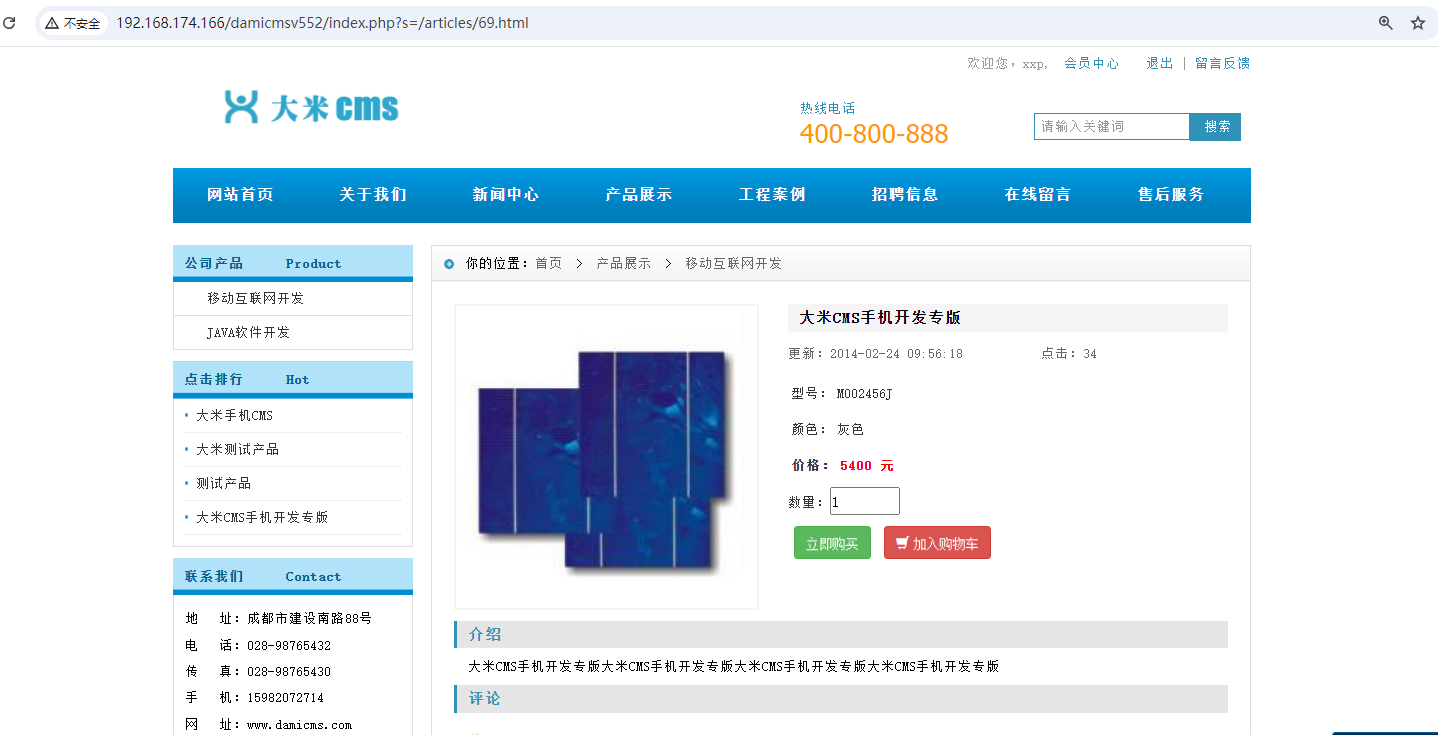 不安全 192.168.174.166/damicmsv552/index.php?s=/articles/69.html
欢迎您，xxp, 会员中心 退出 | 留言反馈
大米cms
热线电话
400-800-888
请输入关键词 搜索
网站首页 关于我们 新闻中心 产品展示 工程案例 招聘信息 在线留言 售后服务
公司产品 Product
移动互联网开发
JAVA软件开发
点击排行 Hot
大米手机CMS
大米测试产品
测试产品
大米CMS手机开发专版
联系我们 Contact
地 址：成都市建设南路88号
电 话：028-98765432
传 真：028-98765430
手 机：15982072714
网 址：www.damicms.com
你的位置：首页 > 产品展示 > 移动互联网开发
大米CMS手机开发专版
更新：2014-02-24 09:56:18 点击：34
型号： M002456J
颜色： 灰色
价格： 5400 元
数量：1
立即购买 加入购物车
介绍
大米CMS手机开发专版大米CMS手机开发专版大米CMS手机开发专版大米CMS手机开发专版
评论